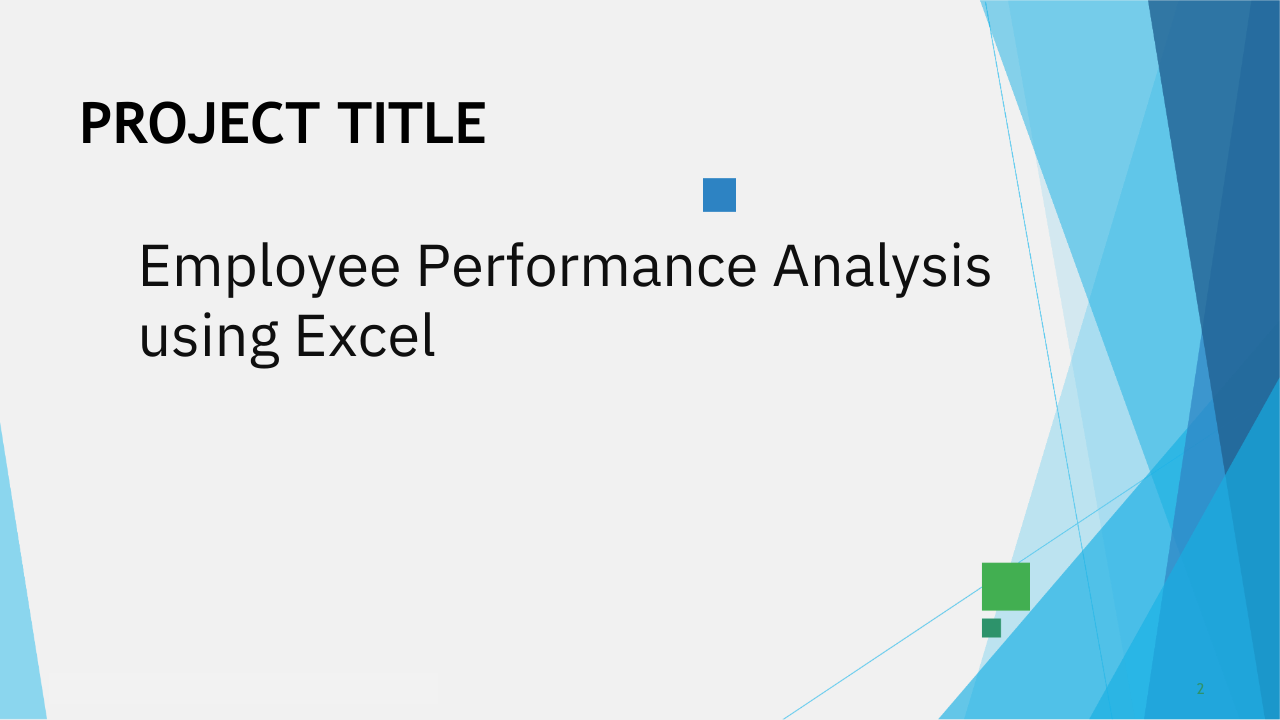 PROJECT TITLE
Employee Performance Analysis
using Excel
2